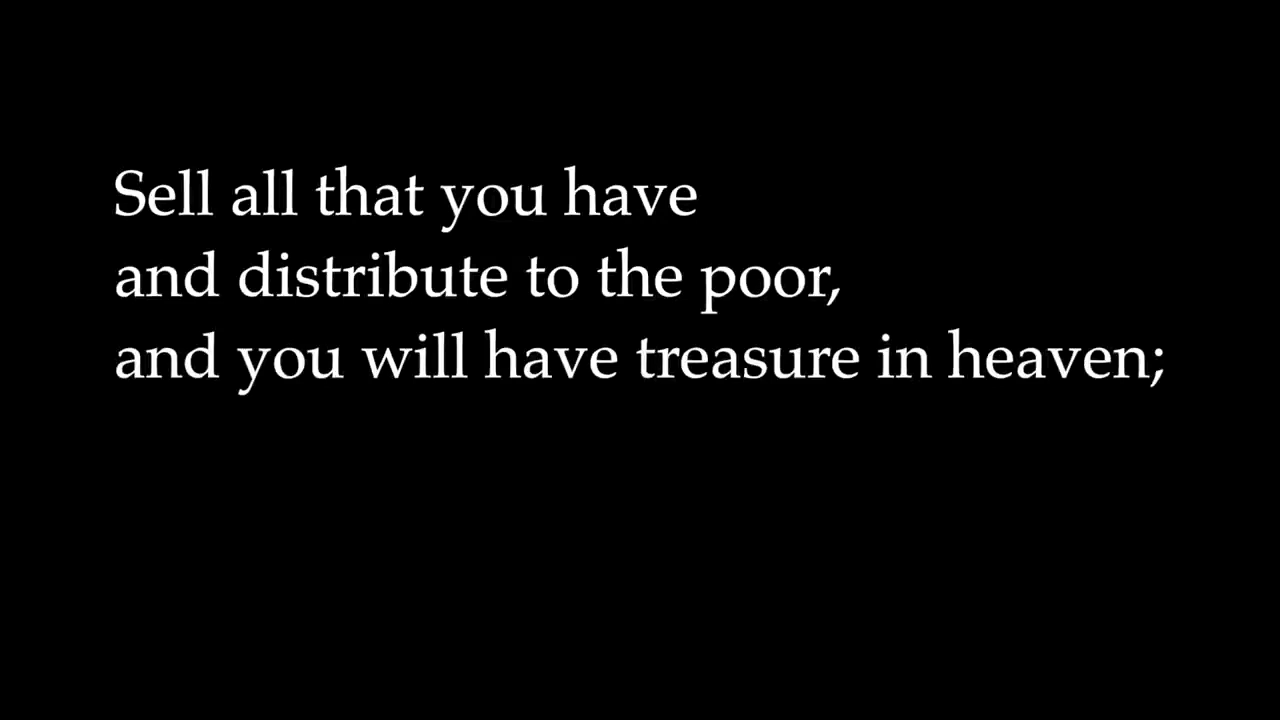 Sell all that you have
and distribute to the poor,
and you will have treasure in heaven;